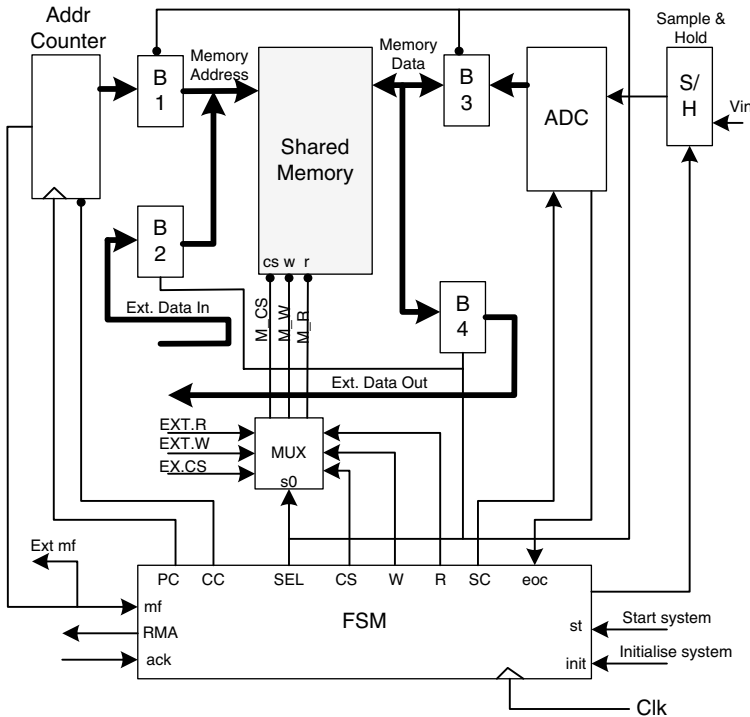 Addr
Counter
B
1
Memory
Address
Shared
Memory
cs w r
Memory
Data
B
3
ADC
Sample &
Hold
S/
H
Vin
B
2
Ext. Data In
M_CS
M_W
M_R
B
4
Ext. Data Out
EXT.R
EXT.W
EX.CS
MUX
s0
Ext mf
PC CC SEL CS W R SC eoc
FSM
mf
RMA
ack
st
init
Start system
Initialise system
Clk